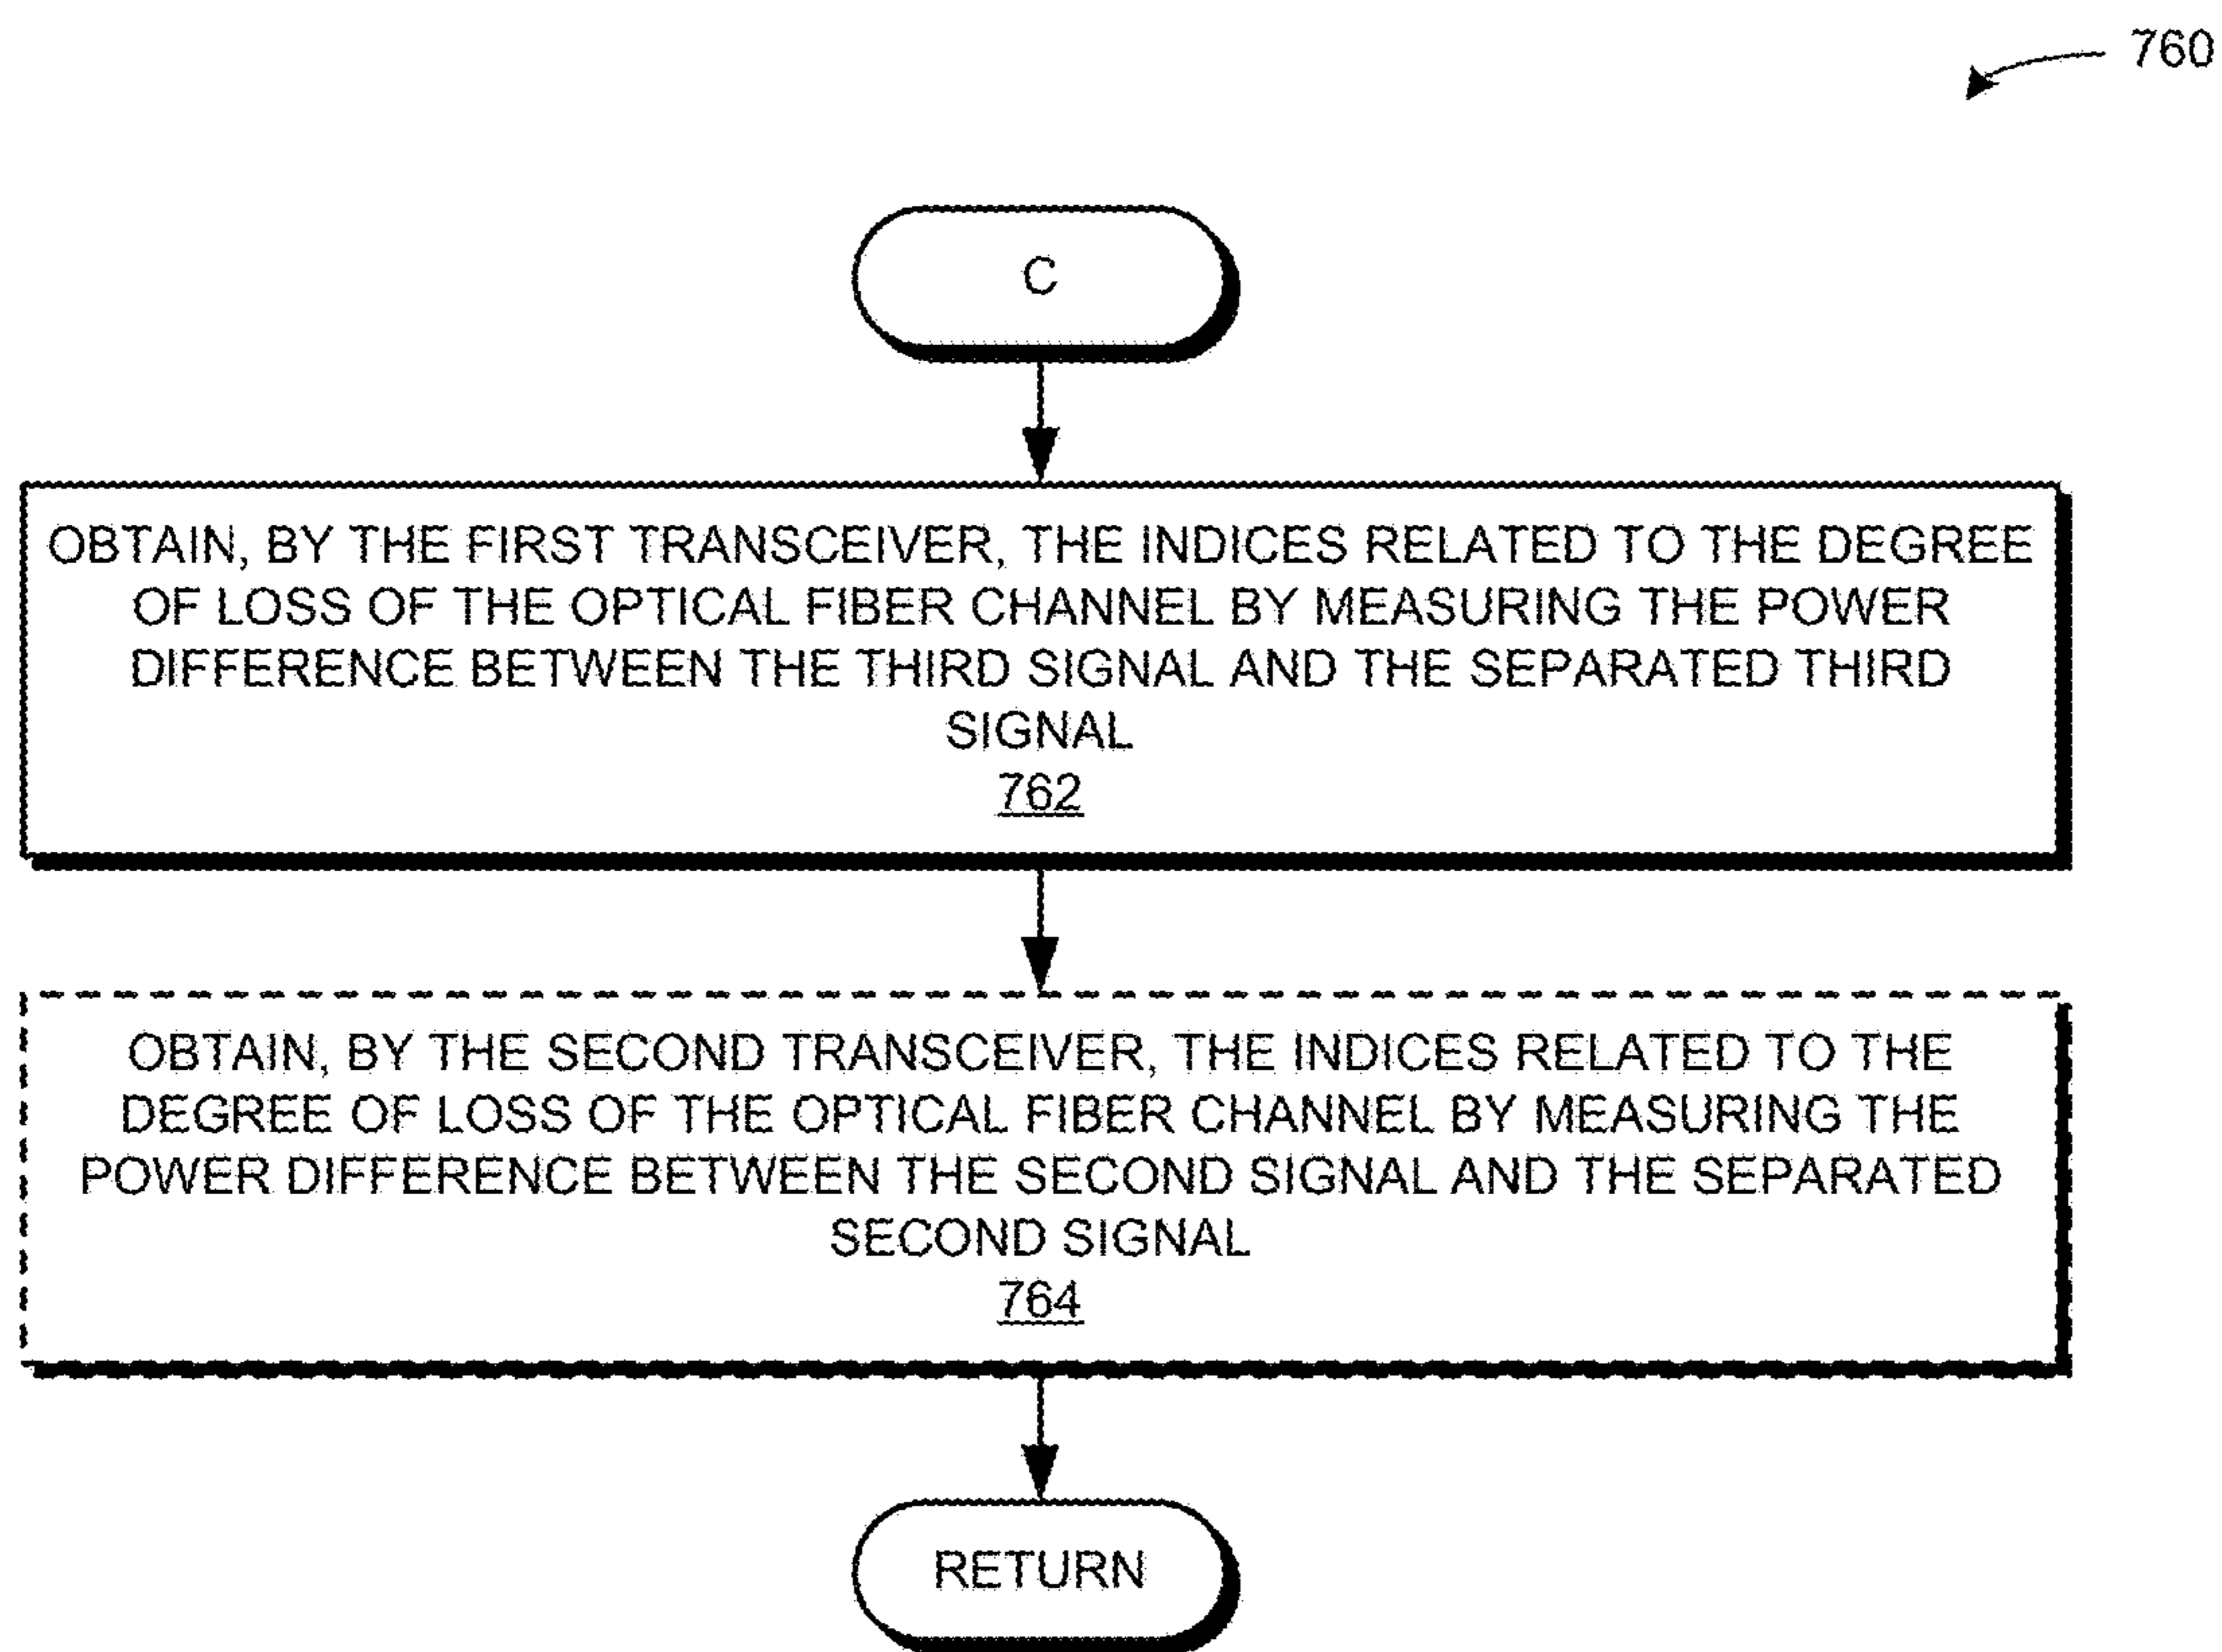 760
C
OBTAIN, BY THE FIRST TRANSCEIVER, THE INDICES RELATED TO THE DEGREE
OF LOSS OF THE OPTICAL FIBER CHANNEL BY MEASURING THE POWER
DIFFERENCE BETWEEN THE THIRD SIGNAL AND THE SEPARATED THIRD
SIGNAL
762
OBTAIN, BY THE SECOND TRANSCEIVER, THE INDICES RELATED TO THE
DEGREE OF LOSS OF THE OPTICAL FIBER CHANNEL BY MEASURING THE
POWER DIFFERENCE BETWEEN THE SECOND SIGNAL AND THE SEPARATED
SECOND SIGNAL
764
RETURN